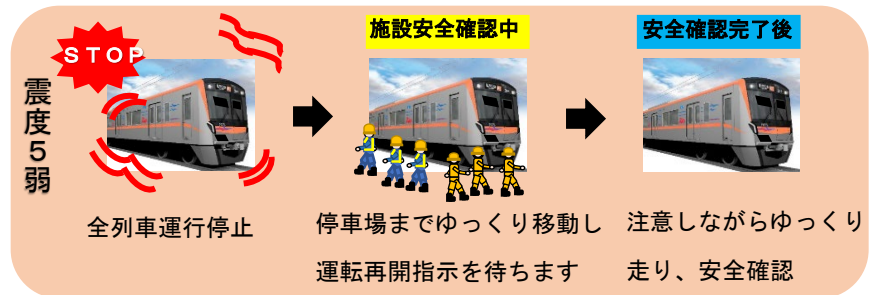 震度５弱
ＳＴＯＰ
全列車運行停止
施設安全確認中
停車場までゆっくり移動し
運転再開指示を待ちます
安全確認完了後
注意しながらゆっくり
走り、安全確認